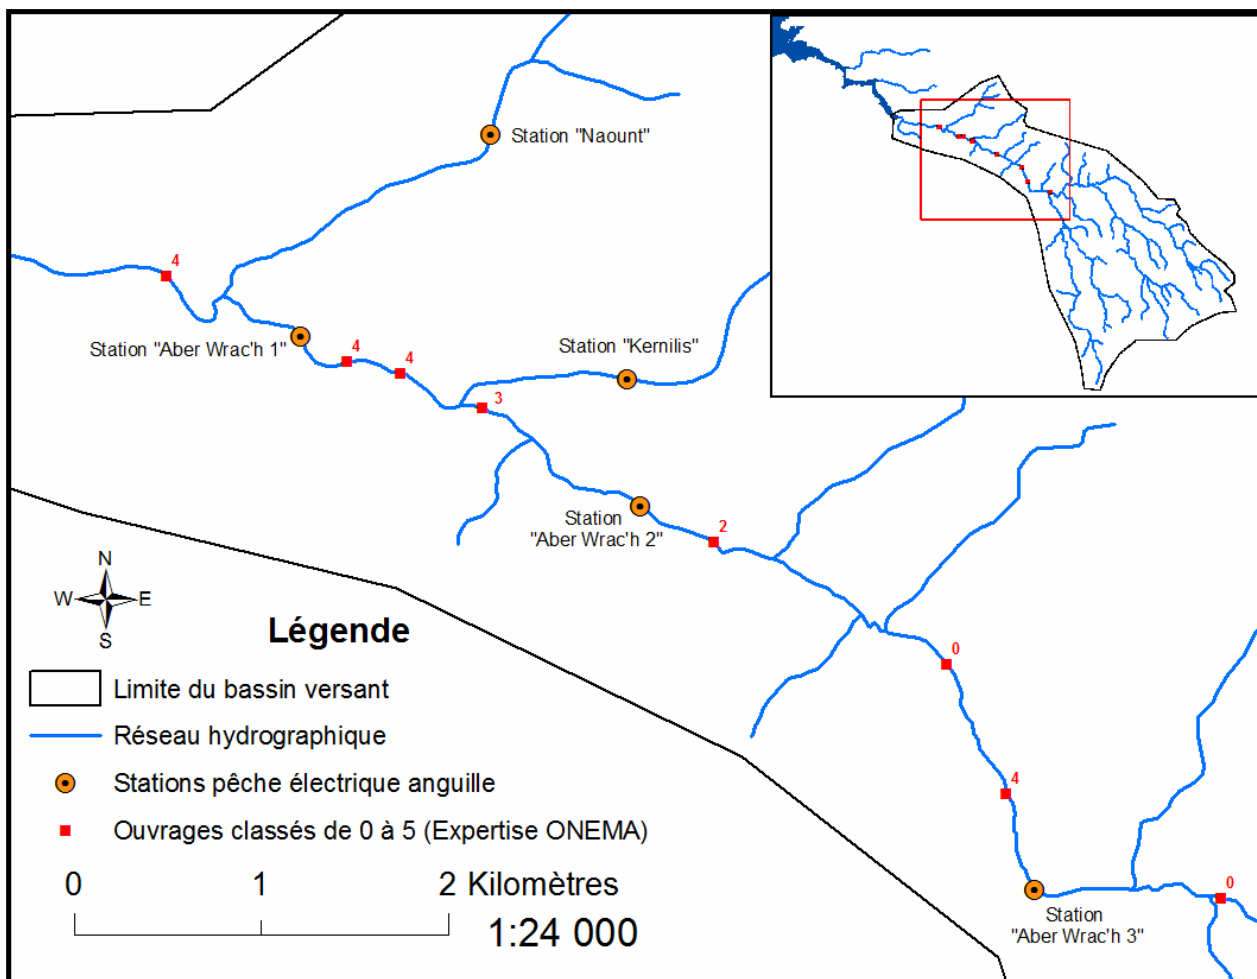 Station "Naount"
4
Station "Aber Wrac'h 1"
4
4
Station "Kernilis"
3
Station
"Aber Wrac'h 2"
2
0
4
0
Station
"Aber Wrac'h 3"
N
W
E
S
Légende
Limite du bassin versant
Réseau hydrographique
Stations pêche électrique anguille
Ouvrages classés de 0 à 5 (Expertise ONEMA)
0 1 2 Kilomètres
1:24 000